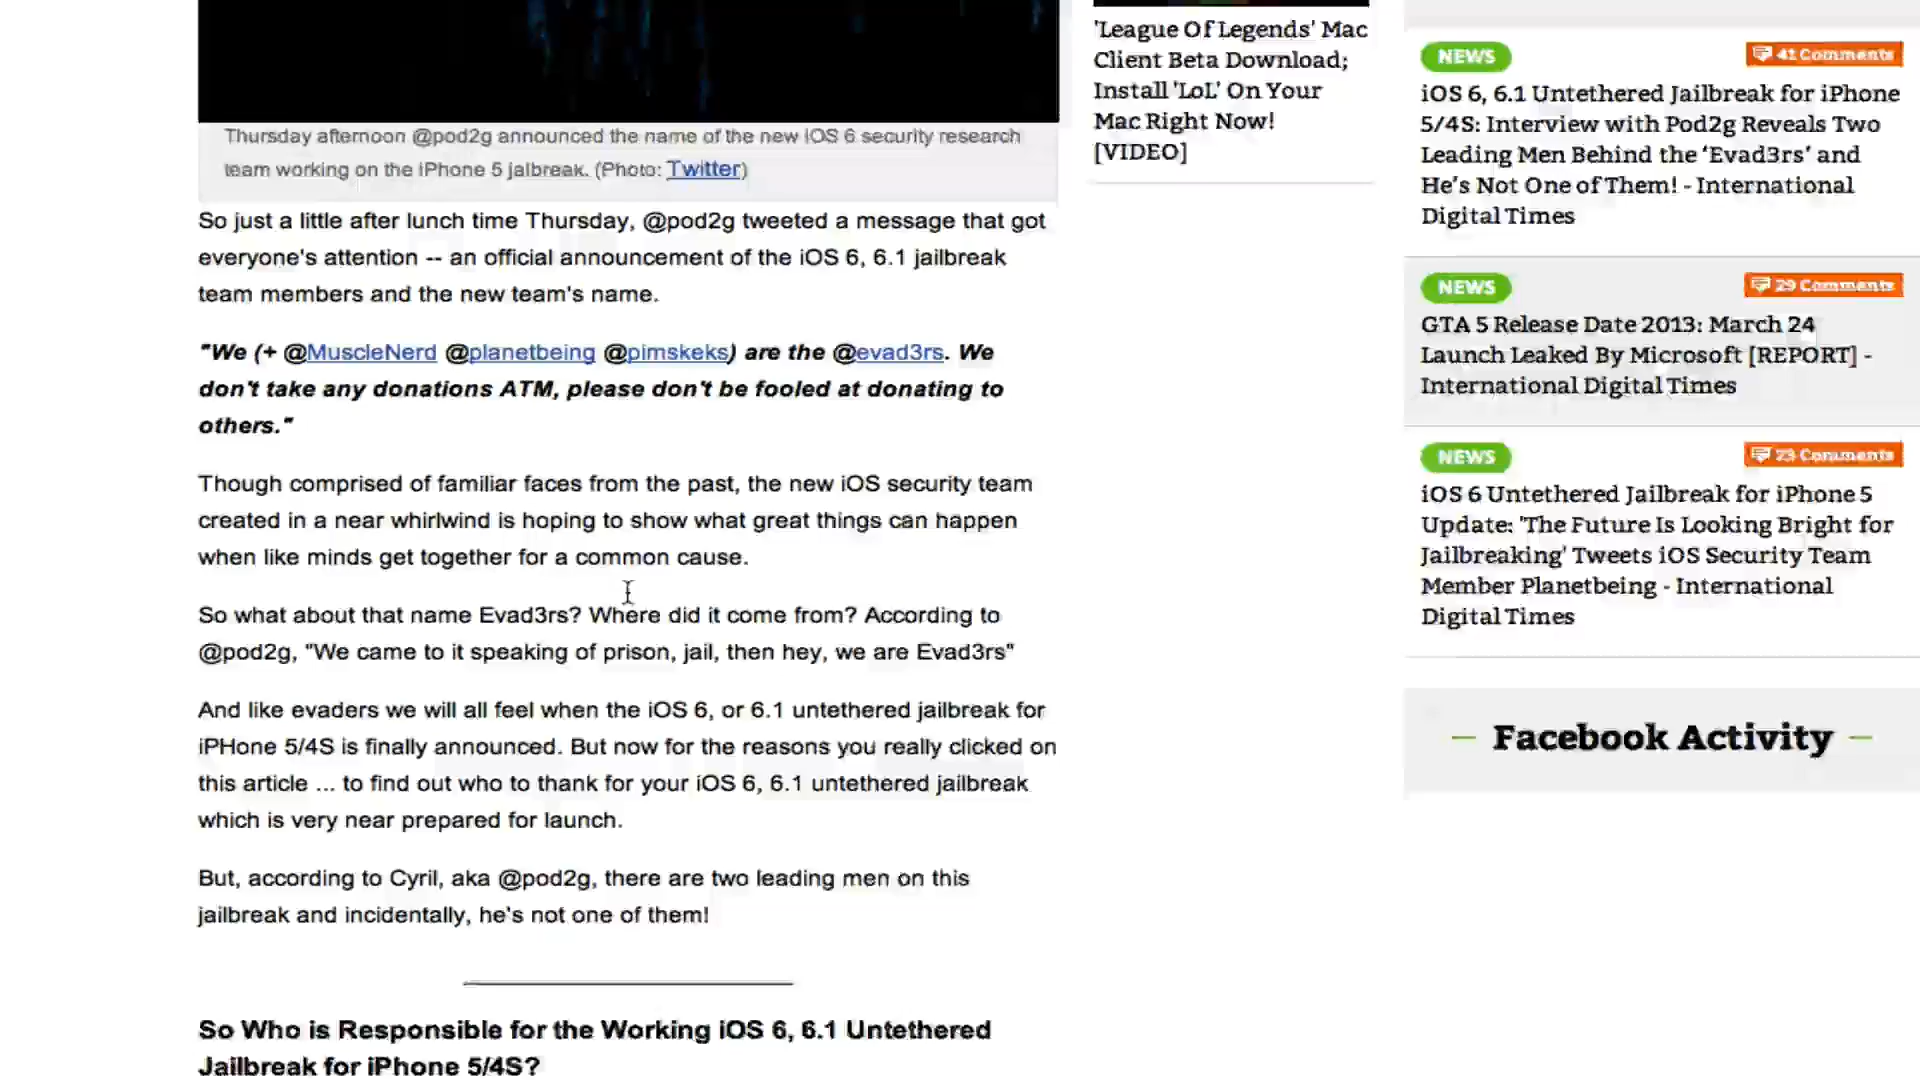 Thursday afternoon @pod2g announced the name of the new iOS 6 security research
team working on the iPhone 5 jalbreak. (Photo: Twitter)
So just a little after lunch time Thursday, @pod2g tweeted a message that got
everyone's attention -- an official announcement of the iOS 6, 6.1 jailbreak
team members and the new team's name.
"We (+ @MuscleNerd @planetbeing @pimskeks) are the @evad3rs. We
don't take any donations ATM, please don't be fooled at donating to
others."
Though comprised of familiar faces from the past, the new iOS security team
created in a near whirlwind is hoping to show what great things can happen
when like minds get together for a common cause.
So what about that name Evad3rs? Where did it come from? According to
@pod2g, "We came to it speaking of prison, jail, then hey, we are Evad3rs"
And like evaders we will all feel when the iOS 6, or 6.1 untethered jailbreak for
iPHone 5/4S is finally announced. But now for the reasons you really clicked on
this article ... to find out who to thank for your iOS 6, 6.1 untethered jailbreak
which is very near prepared for launch.
But, according to Cyril, aka @pod2g, there are two leading men on this
jailbreak and incidentally, he's not one of them!
So Who is Responsible for the Working iOS 6, 6.1 Untethered
Jailbreak for iPhone 5/4S?
'League Of Legends' Mac
Client Beta Download;
Install 'LoL' On Your
Mac Right Now!
[VIDEO]
NEWS
41 Comments
iOS 6, 6.1 Untethered Jailbreak for iPhone
5/4S: Interview with Pod2g Reveals Two
Leading Men Behind the ‘Evad3rs’ and
He’s Not One of Them! - International
Digital Times
NEWS
29 Comments
GTA 5 Release Date 2013: March 24
Launch Leaked By Microsoft [REPORT] -
International Digital Times
NEWS
23 Comments
iOS 6 Untethered Jailbreak for iPhone 5
Update: 'The Future Is Looking Bright for
Jailbreaking' Tweets iOS Security Team
Member Planetbeing - International
Digital Times
Facebook Activity